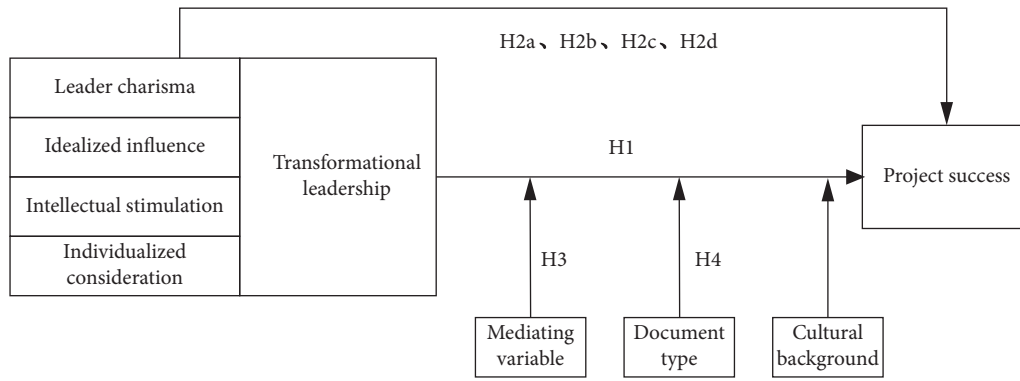 H2a、H2b、H2c、H2d
Leader charisma
Idealized influence
Intellectual stimulation
Individualized
consideration
Transformational
leadership
H1
Project success
H3
H4
Mediating
variable
Document
type
Cultural
background